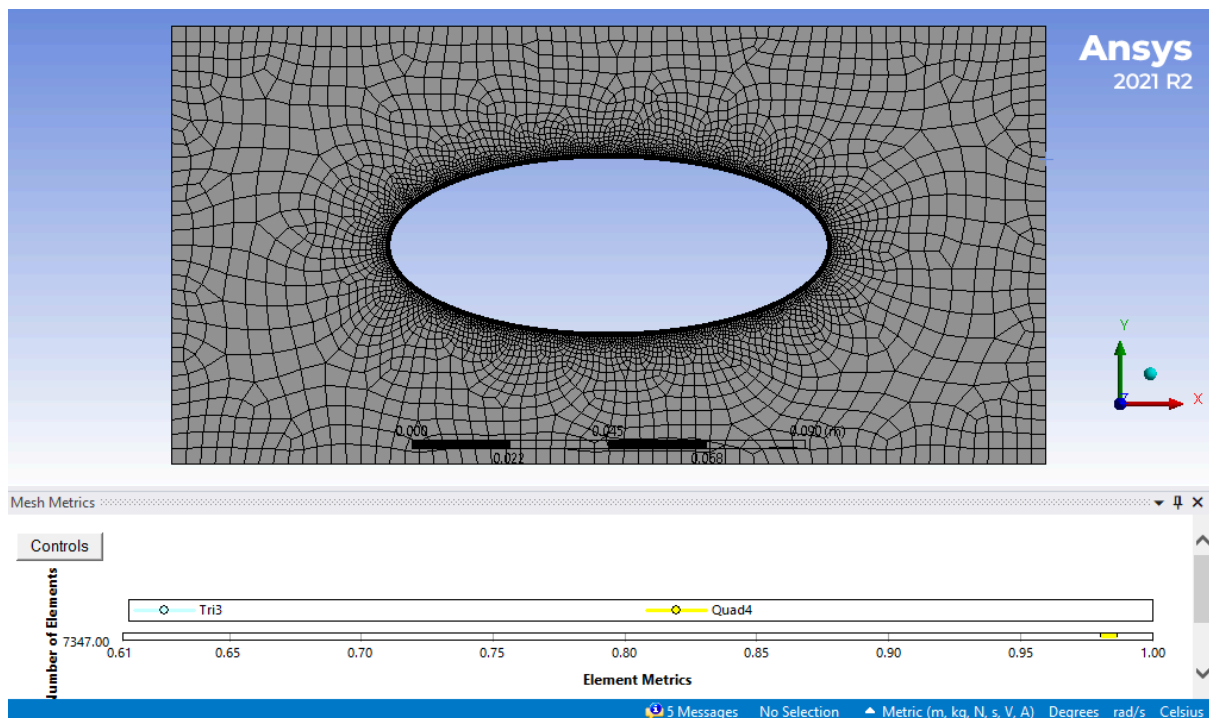 Ansys
2021 R2
Y
Z
X
0.000 0.045 0.090 (m)
0.022 0.068
Mesh Metrics
Controls
Number of Elements
Tri3 Quad4
7347.00
0.61 0.65 0.70 0.75 0.80 0.85 0.90 0.95 1.00
Element Metrics
5 Messages No Selection Metric (m, kg, N, s, V, A) Degrees rad/s Celsius